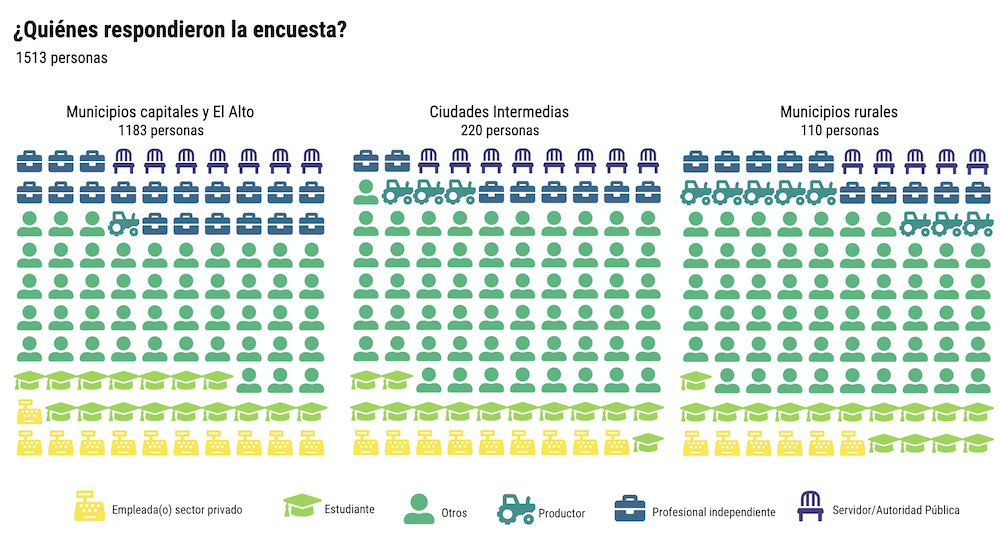 ¿Quiénes respondieron la encuesta?
1513 personas
Municipios capitales y El Alto
1183 personas
Ciudades Intermedias
220 personas
Municipios rurales
110 personas
Empleada(o) sector privado
Estudiante
Otros
Productor
Profesional independiente
Servidor/Autoridad Pública